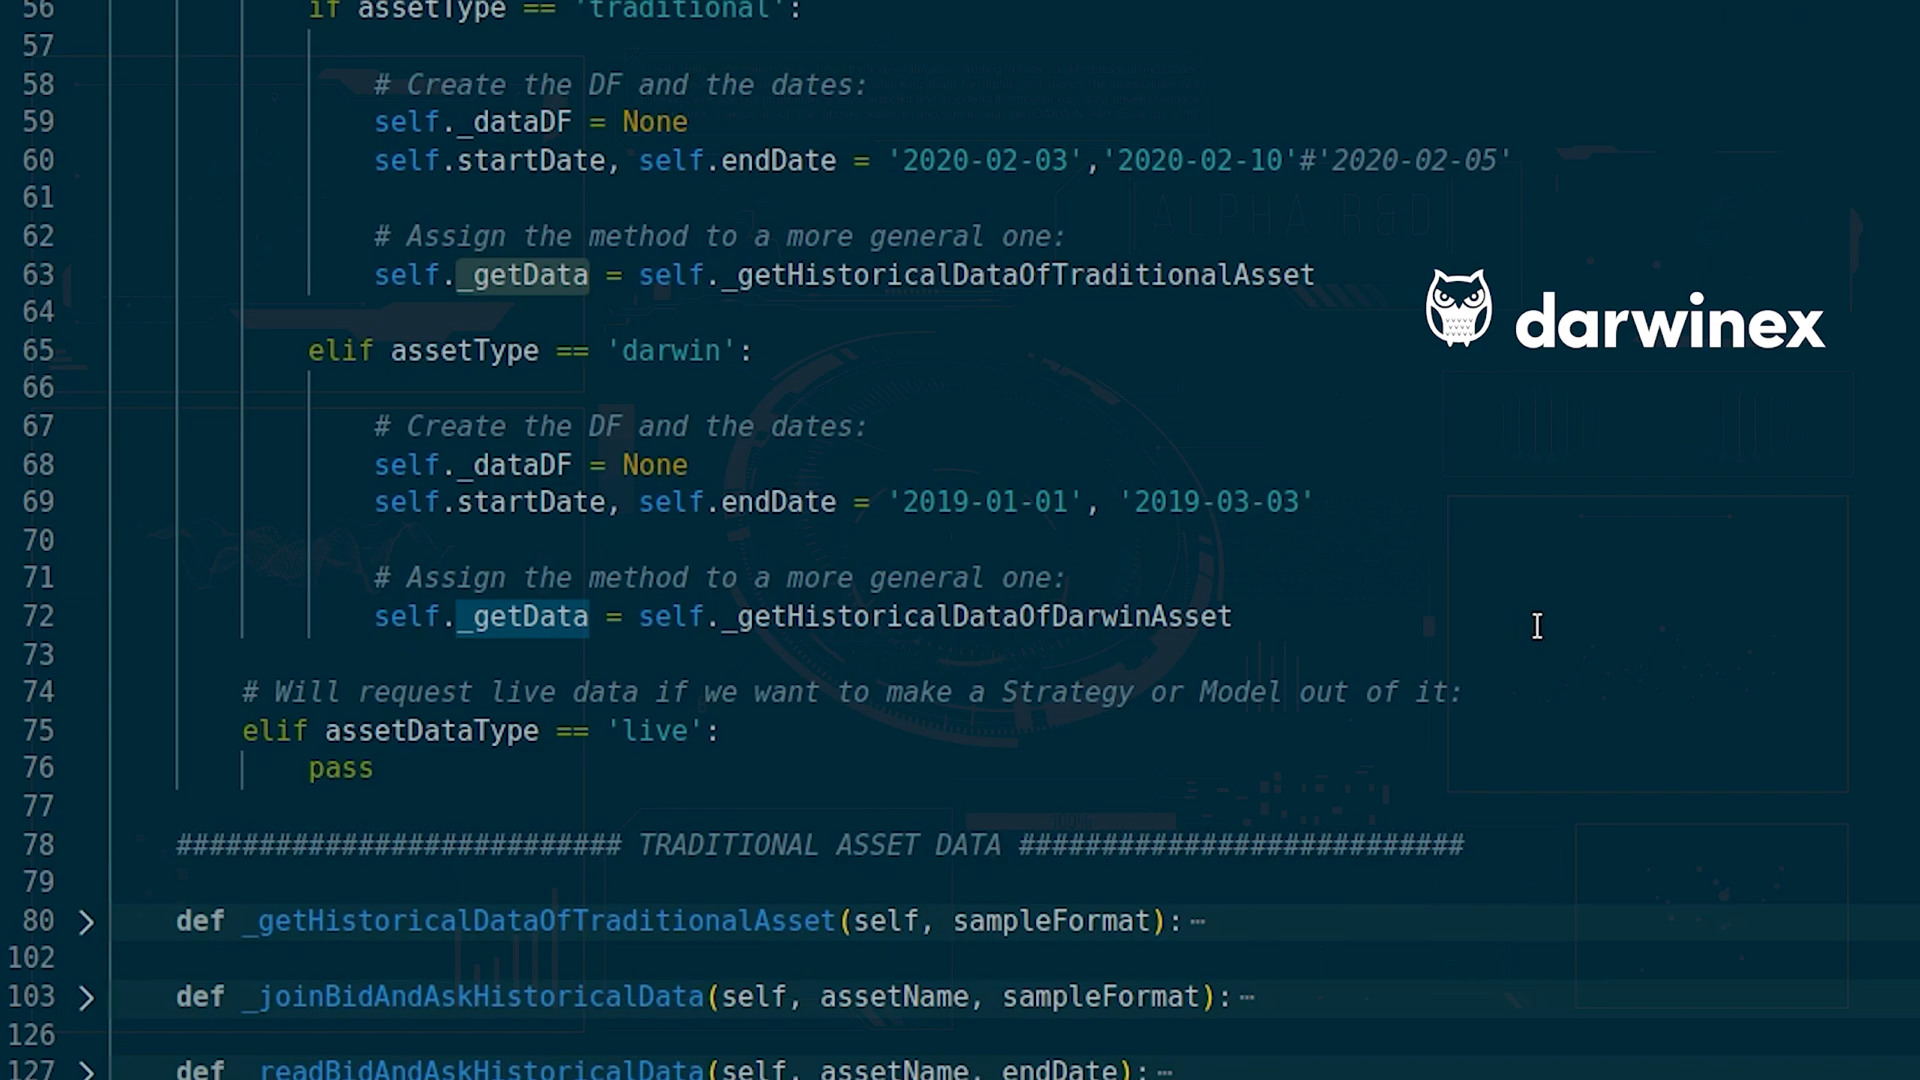 56 if assetType == 'traditional':
57
58 # Create the DF and the dates:
59 self._dataDF = None
60 self.startDate, self.endDate = '2020-02-03','2020-02-10'#'2020-02-05'
61
62 # Assign the method to a more general one:
63 self._getData = self._getHistoricalDataOfTraditionalAsset
64
65 elif assetType == 'darwin':
66
67 # Create the DF and the dates:
68 self._dataDF = None
69 self.startDate, self.endDate = '2019-01-01', '2019-03-03'
70
71 # Assign the method to a more general one:
72 self._getData = self._getHistoricalDataOfDarwinAsset
73
74 # Will request live data if we want to make a Strategy or Model out of it:
75 elif assetDataType == 'live':
76 pass
77
78 ########################### TRADITIONAL ASSET DATA ###########################
79
80 def _getHistoricalDataOfTraditionalAsset(self, sampleFormat):
102
103 def _joinBidAndAskHistoricalData(self, assetName, sampleFormat):
126
127 def _readBidAndAskHistoricalData(self, assetName, endDate):
ALPHA R&D
darwinex